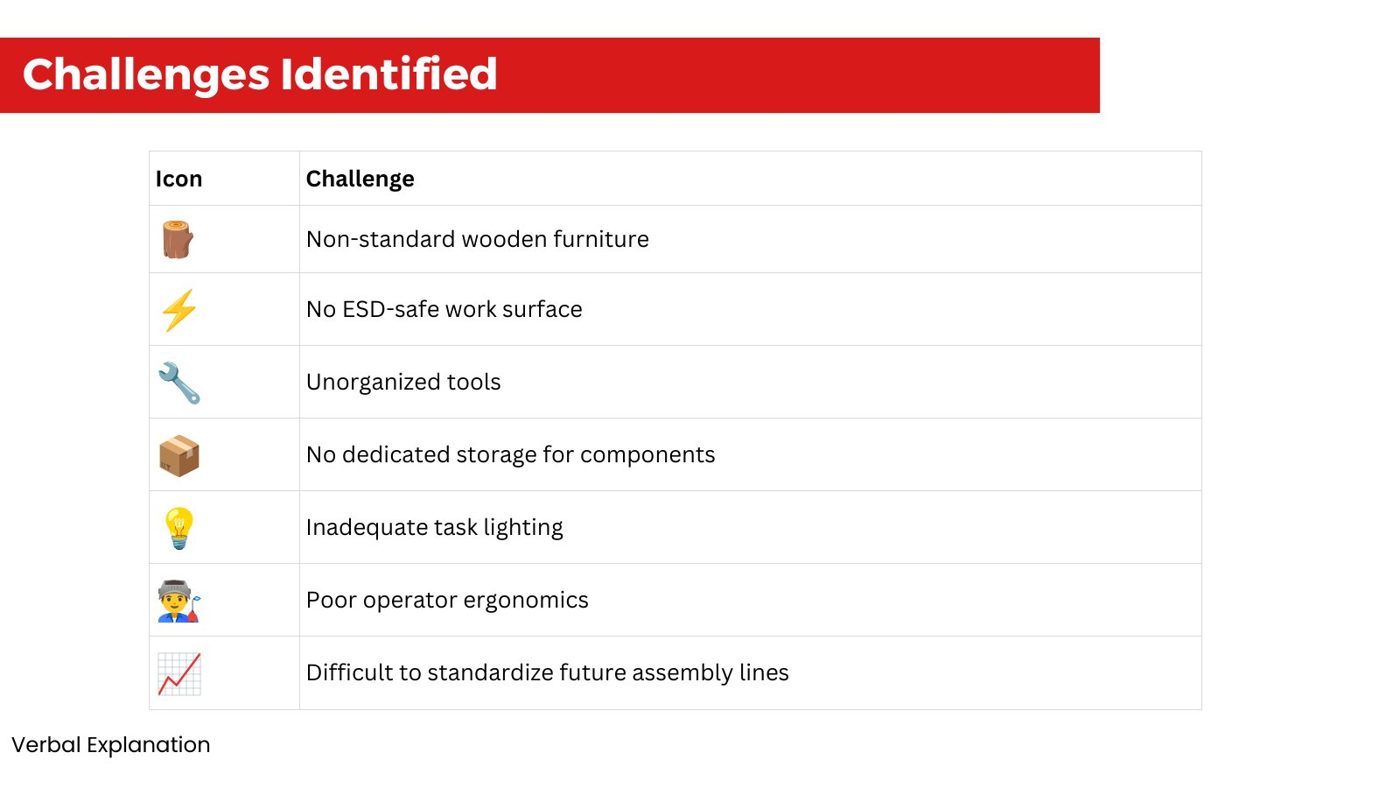 Challenges Identified
Icon Challenge
Non-standard wooden furniture
No ESD-safe work surface
Unorganized tools
No dedicated storage for components
Inadequate task lighting
Poor operator ergonomics
Difficult to standardize future assembly lines
Verbal Explanation